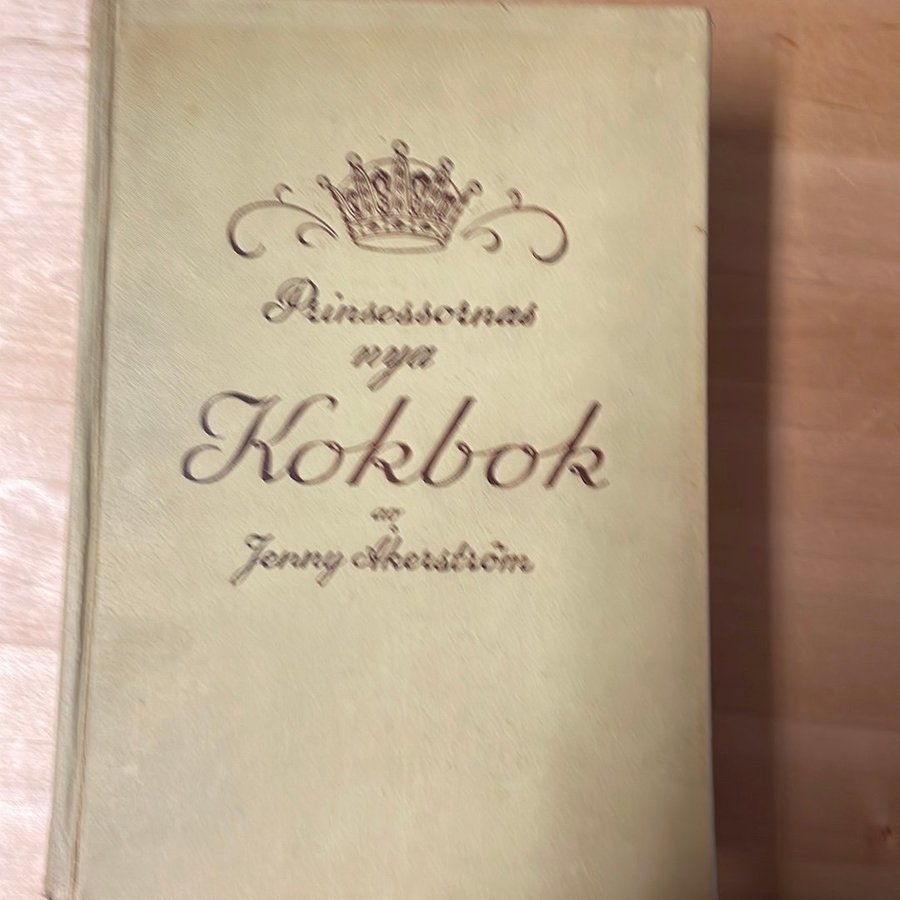 Prinsessornas
nya
Kokbok
av
Jenny Åkerström